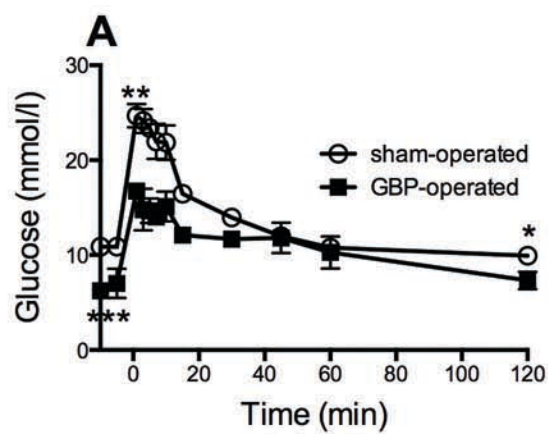 A
30
**
sham-operated
GBP-operated
20
Glucose (mmol/l)
10
*
***
0
0 20 40 60 80 100 120
Time (min)